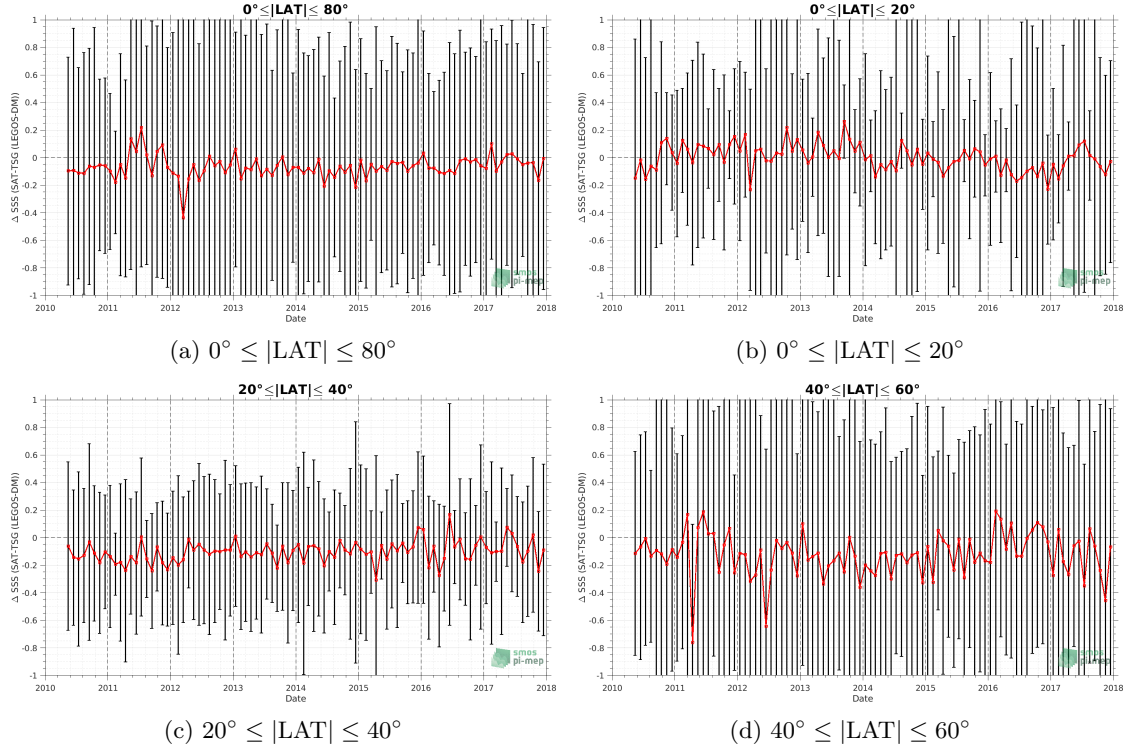 0°≤|LAT|≤ 80°
Δ SSS (SAT-TSG (LEGOS-DM))
1
0.8
0.6
0.4
0.2
0
-0.2
-0.4
-0.6
-0.8
-1
2010 2011 2012 2013 2014 2015 2016 2017 2018
Date
smos
pi-mep
(a) 0° ≤ |LAT| ≤ 80°
0°≤|LAT|≤ 20°
Δ SSS (SAT-TSG (LEGOS-DM))
1
0.8
0.6
0.4
0.2
0
-0.2
-0.4
-0.6
-0.8
-1
2010 2011 2012 2013 2014 2015 2016 2017 2018
Date
smos
pi-mep
(b) 0° ≤ |LAT| ≤ 20°
20°≤|LAT|≤ 40°
Δ SSS (SAT-TSG (LEGOS-DM))
1
0.8
0.6
0.4
0.2
0
-0.2
-0.4
-0.6
-0.8
-1
2010 2011 2012 2013 2014 2015 2016 2017 2018
Date
smos
pi-mep
(c) 20° ≤ |LAT| ≤ 40°
40°≤|LAT|≤ 60°
Δ SSS (SAT-TSG (LEGOS-DM))
1
0.8
0.6
0.4
0.2
0
-0.2
-0.4
-0.6
-0.8
-1
2010 2011 2012 2013 2014 2015 2016 2017 2018
Date
smos
pi-mep
(d) 40° ≤ |LAT| ≤ 60°